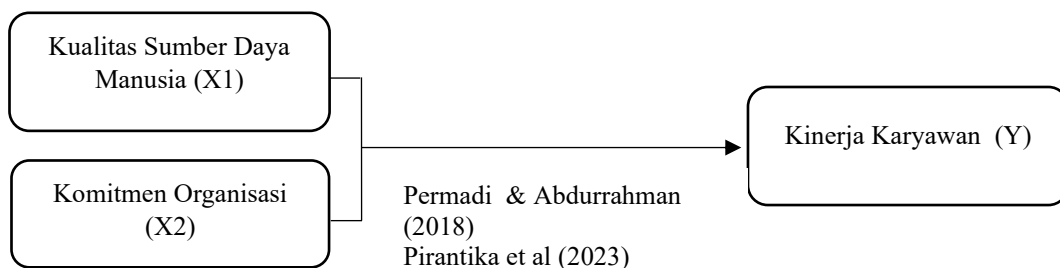 Kualitas Sumber Daya
Manusia (X1)
Komitmen Organisasi
(X2)
Permadi & Abdurrahman
(2018)
Pirantika et al (2023)
Kinerja Karyawan (Y)